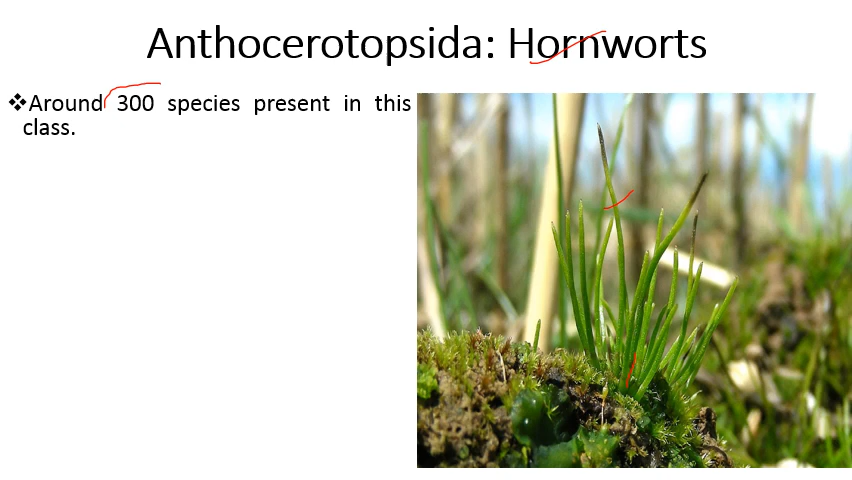 Anthocerotopsida: Hornworts
❖Around 300 species present in this
class.